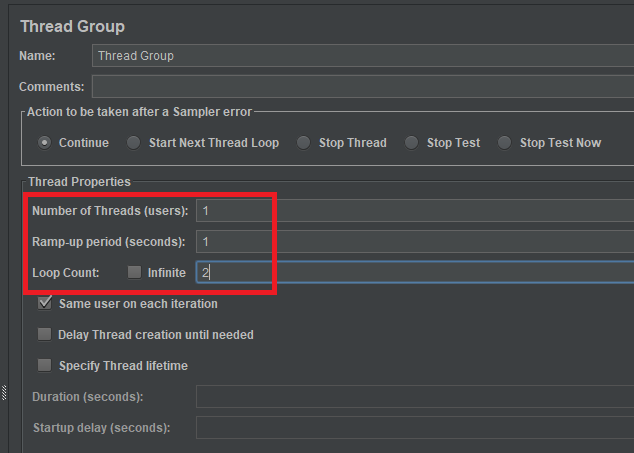 Thread Group
Name: Thread Group
Comments:
Action to be taken after a Sampler error
Continue Start Next Thread Loop Stop Thread Stop Test Stop Test Now
Thread Properties
Number of Threads (users): 1
Ramp-up period (seconds): 1
Loop Count: Infinite 2
Same user on each iteration
Delay Thread creation until needed
Specify Thread lifetime
Duration (seconds):
Startup delay (seconds):